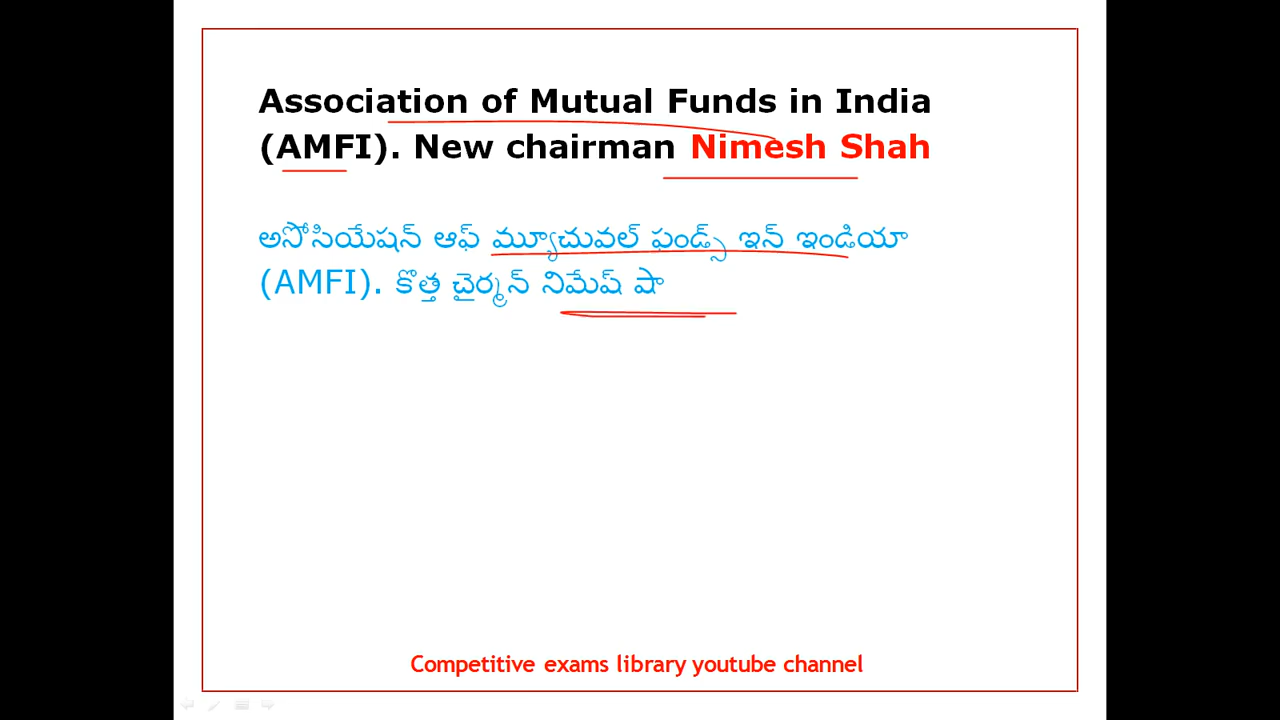 Association of Mutual Funds in India
(AMFI). New chairman Nimesh Shah
అసోసియేషన్ ఆఫ్ మ్యూచువల్ ఫండ్స్ ఇన్ ఇండియా
(AMFI). కొత్త చైర్మన్ నిమేష్ షా
Competitive exams library youtube channel